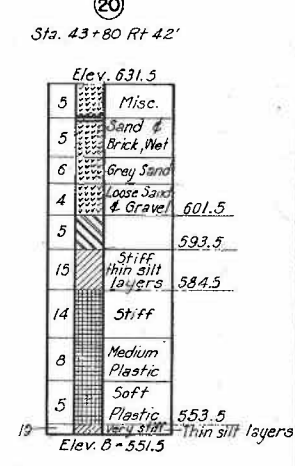 20
Sta. 43+80 Rt 42'
Elev. 631.5
5 Misc.
5 Sand &
Brick, Wet
6 Grey Sand
4 Loose Sand
& Gravel 601.5
5
593.5
15 Stiff
thin silt
layers 584.5
14 Stiff
8 Medium
Plastic
5 Soft
Plastic 553.5
19 very stiff Thin silt layers
Elev. B - 551.5